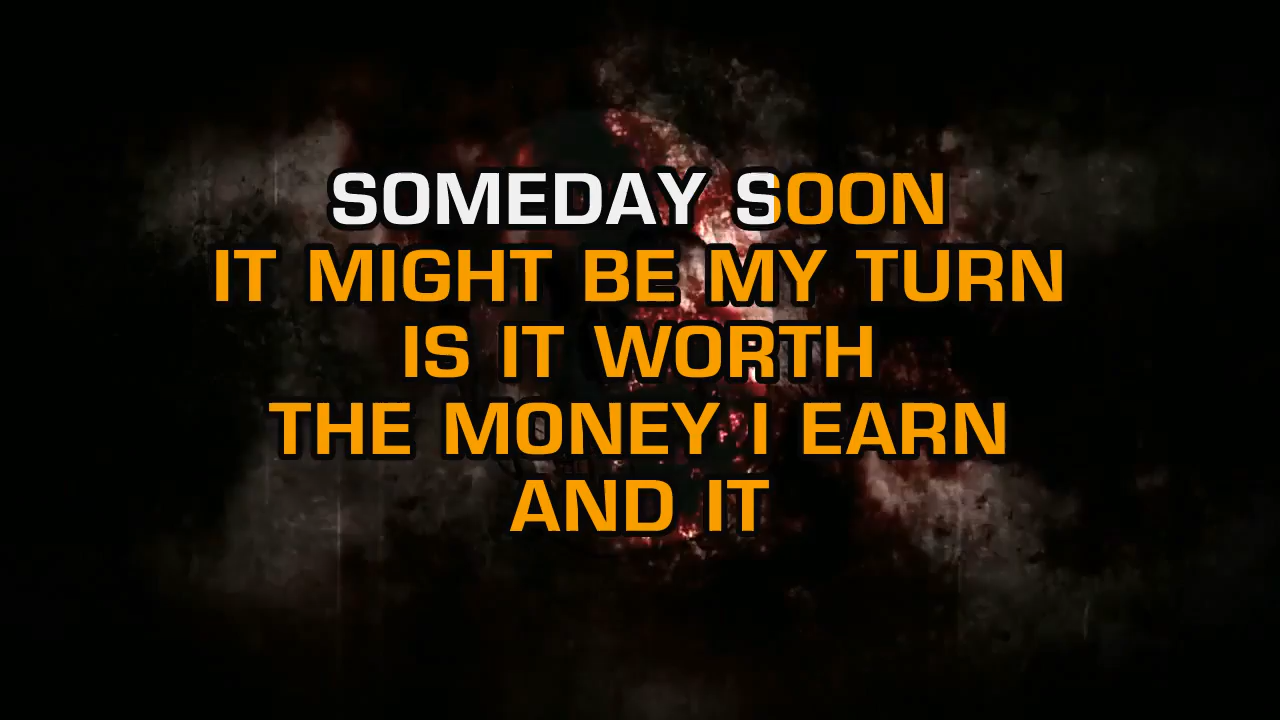 SOMEDAY SOON
IT MIGHT BE MY TURN
IS IT WORTH
THE MONEY I EARN
AND IT